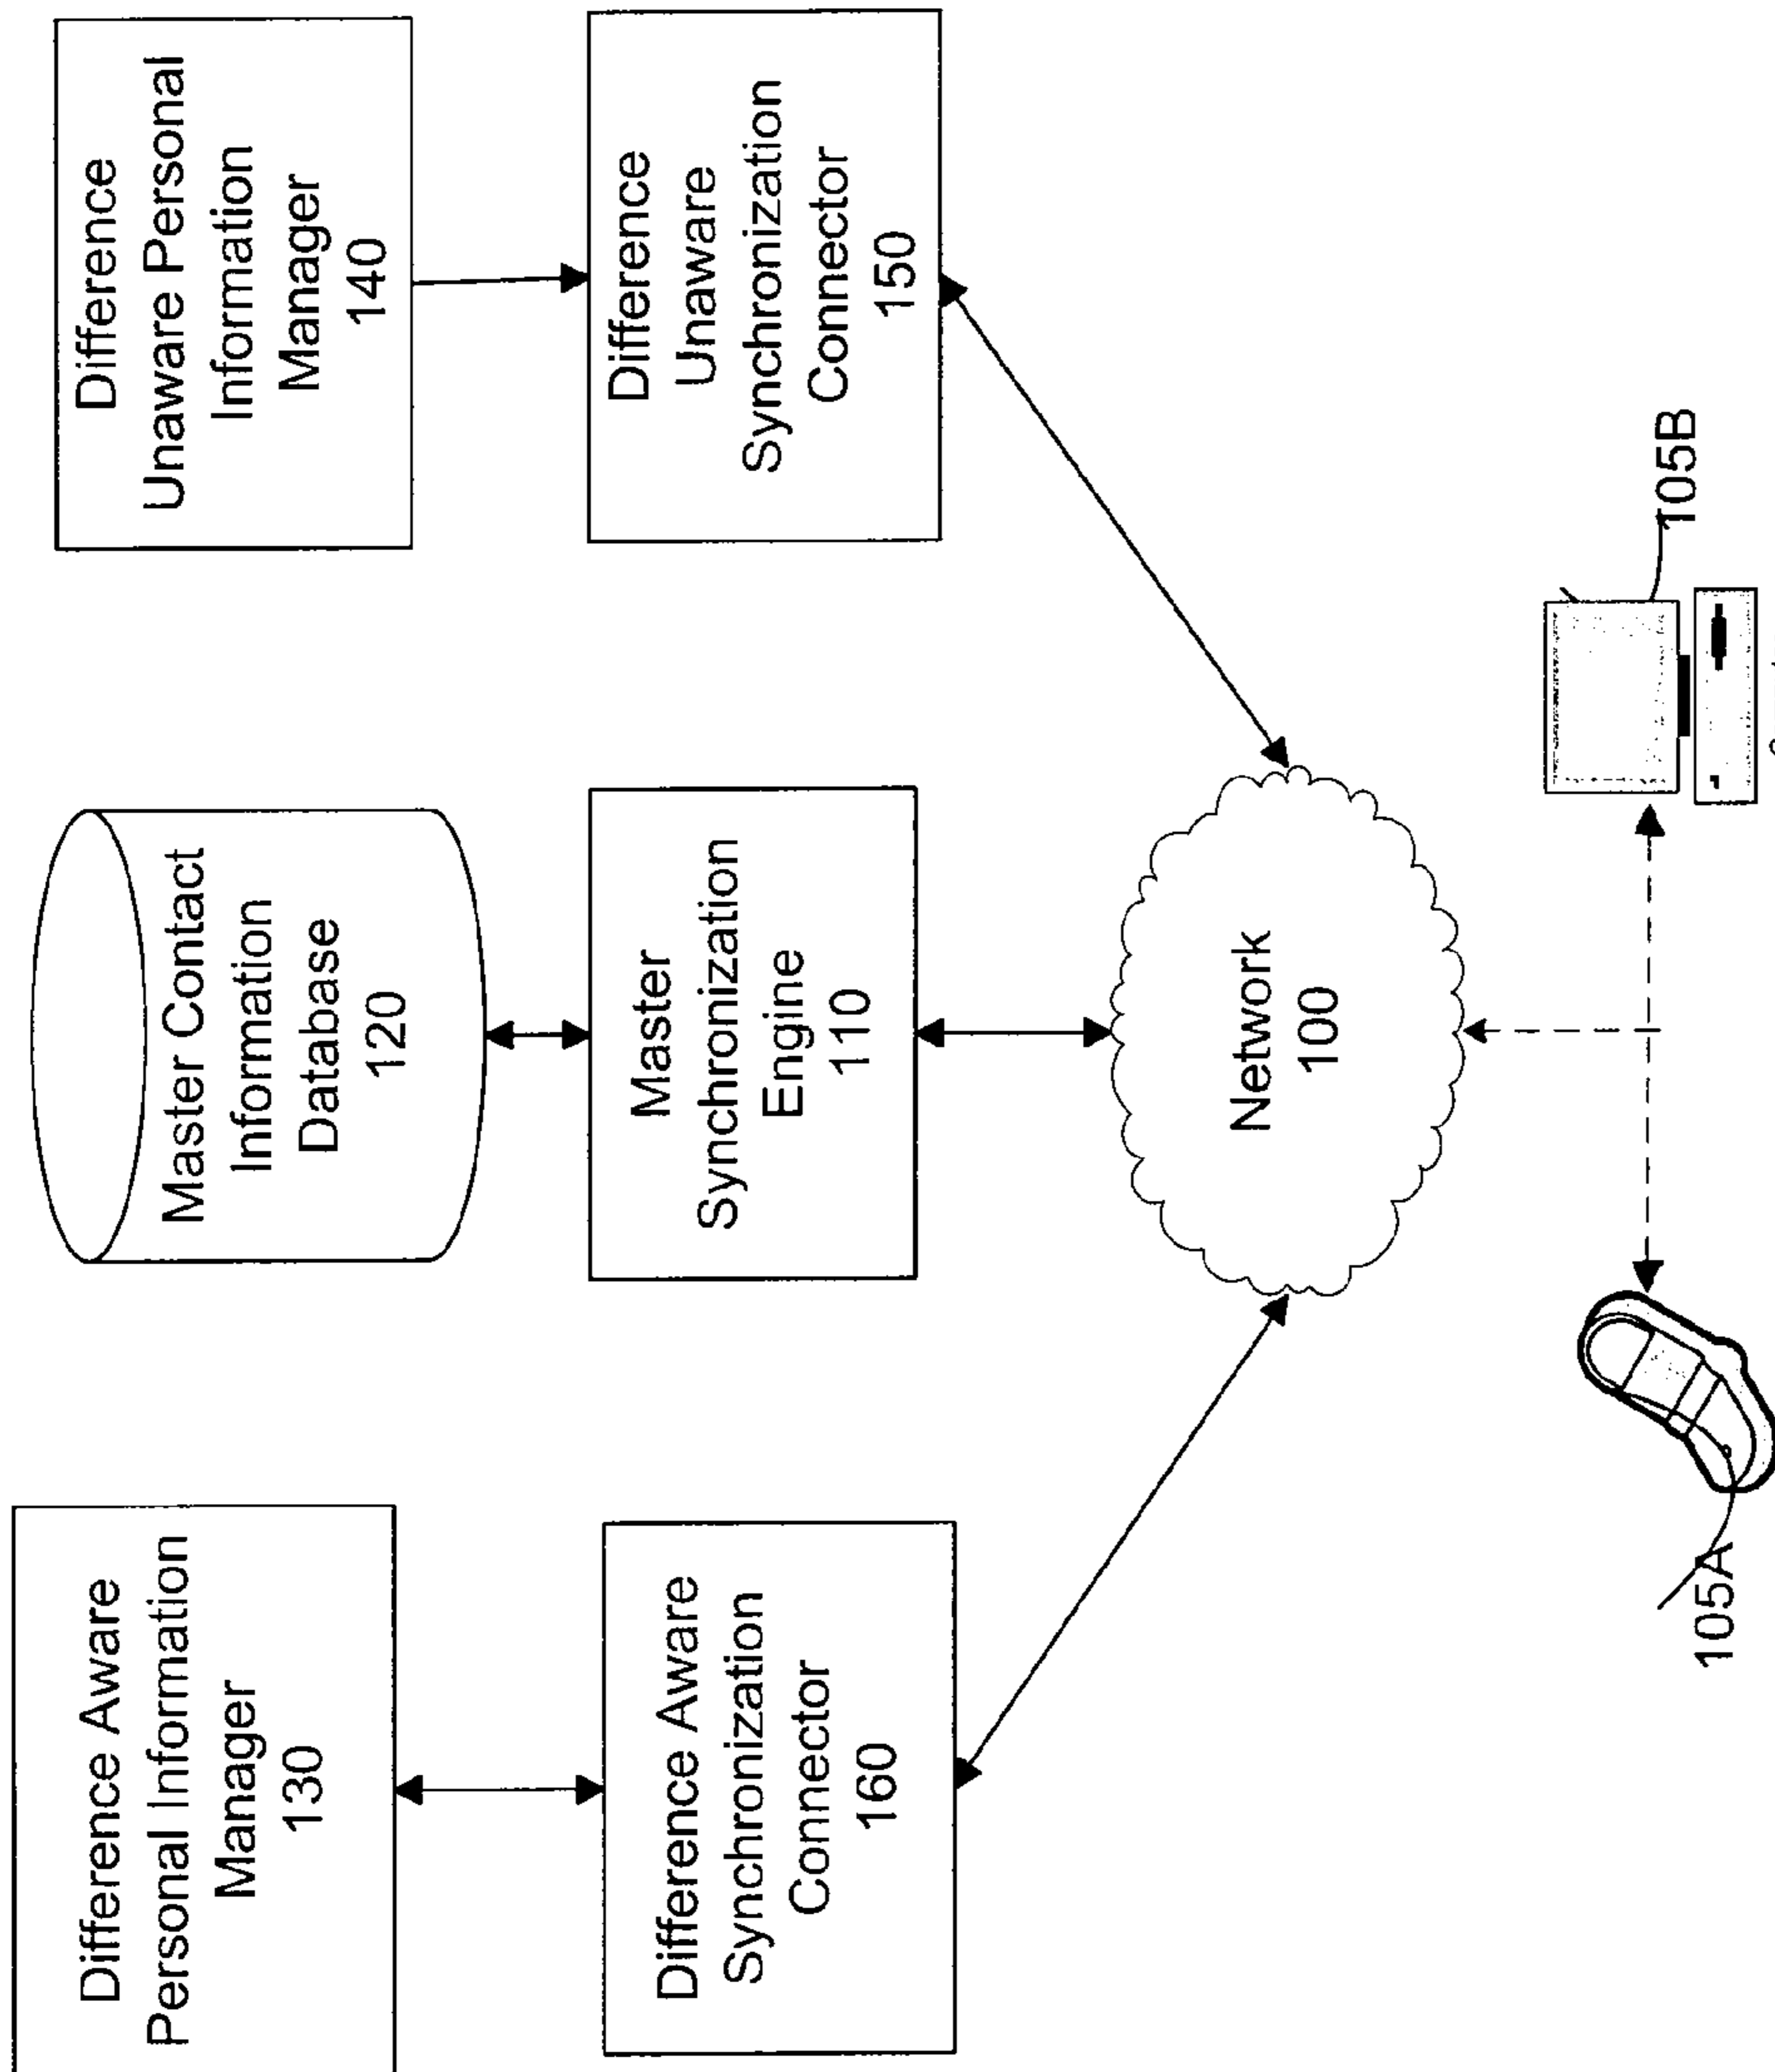 Difference Aware
Personal Information
Manager
130
Master Contact
Information
Database
120
Difference
Unaware Personal
Information
Manager
140
Difference Aware
Synchronization
Connector
160
Master
Synchronization
Engine
110
Difference
Unaware
Synchronization
Connector
150
Network
100
105A
105B